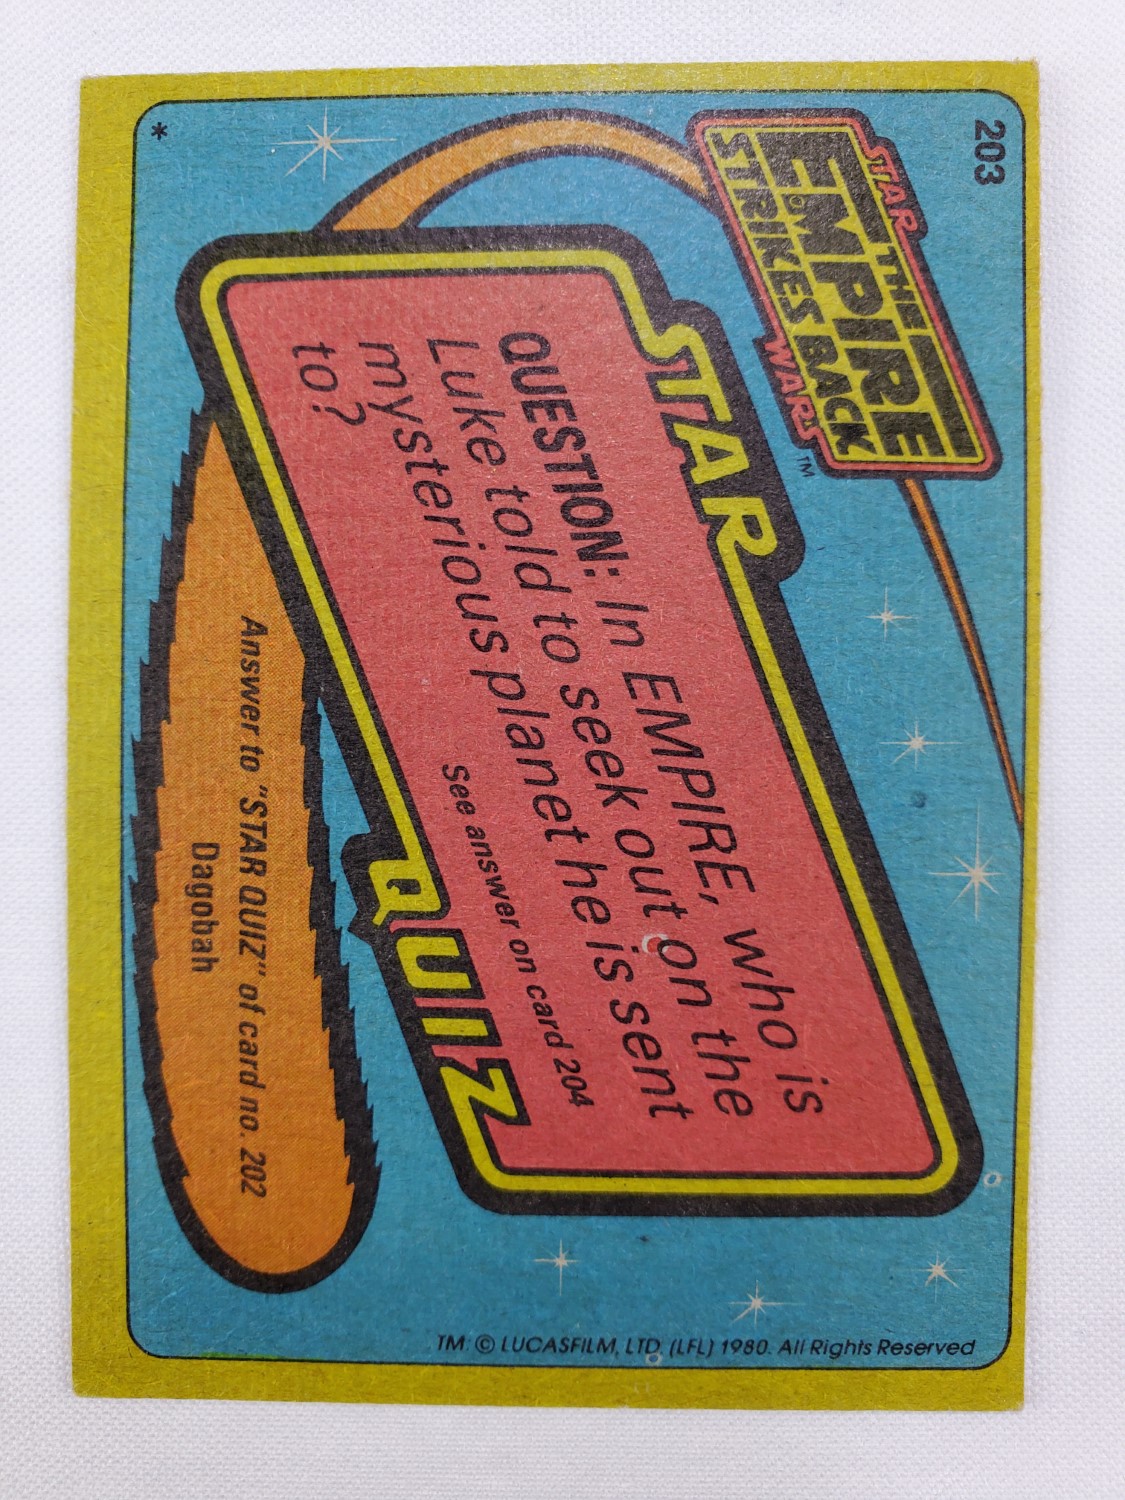 203
STAR
THE
EMPIRE
STRIKES BACK
WARS
TM
STAR
QUESTION: In EMPIRE, who is
Luke told to seek out on the
mysterious planet he is sent
to?
See answer on card 204
QUIZ
Answer to "STAR QUIZ" of card no. 202
Dagobah
*
TM: © LUCASFILM, LTD. (LFL) 1980. All Rights Reserved